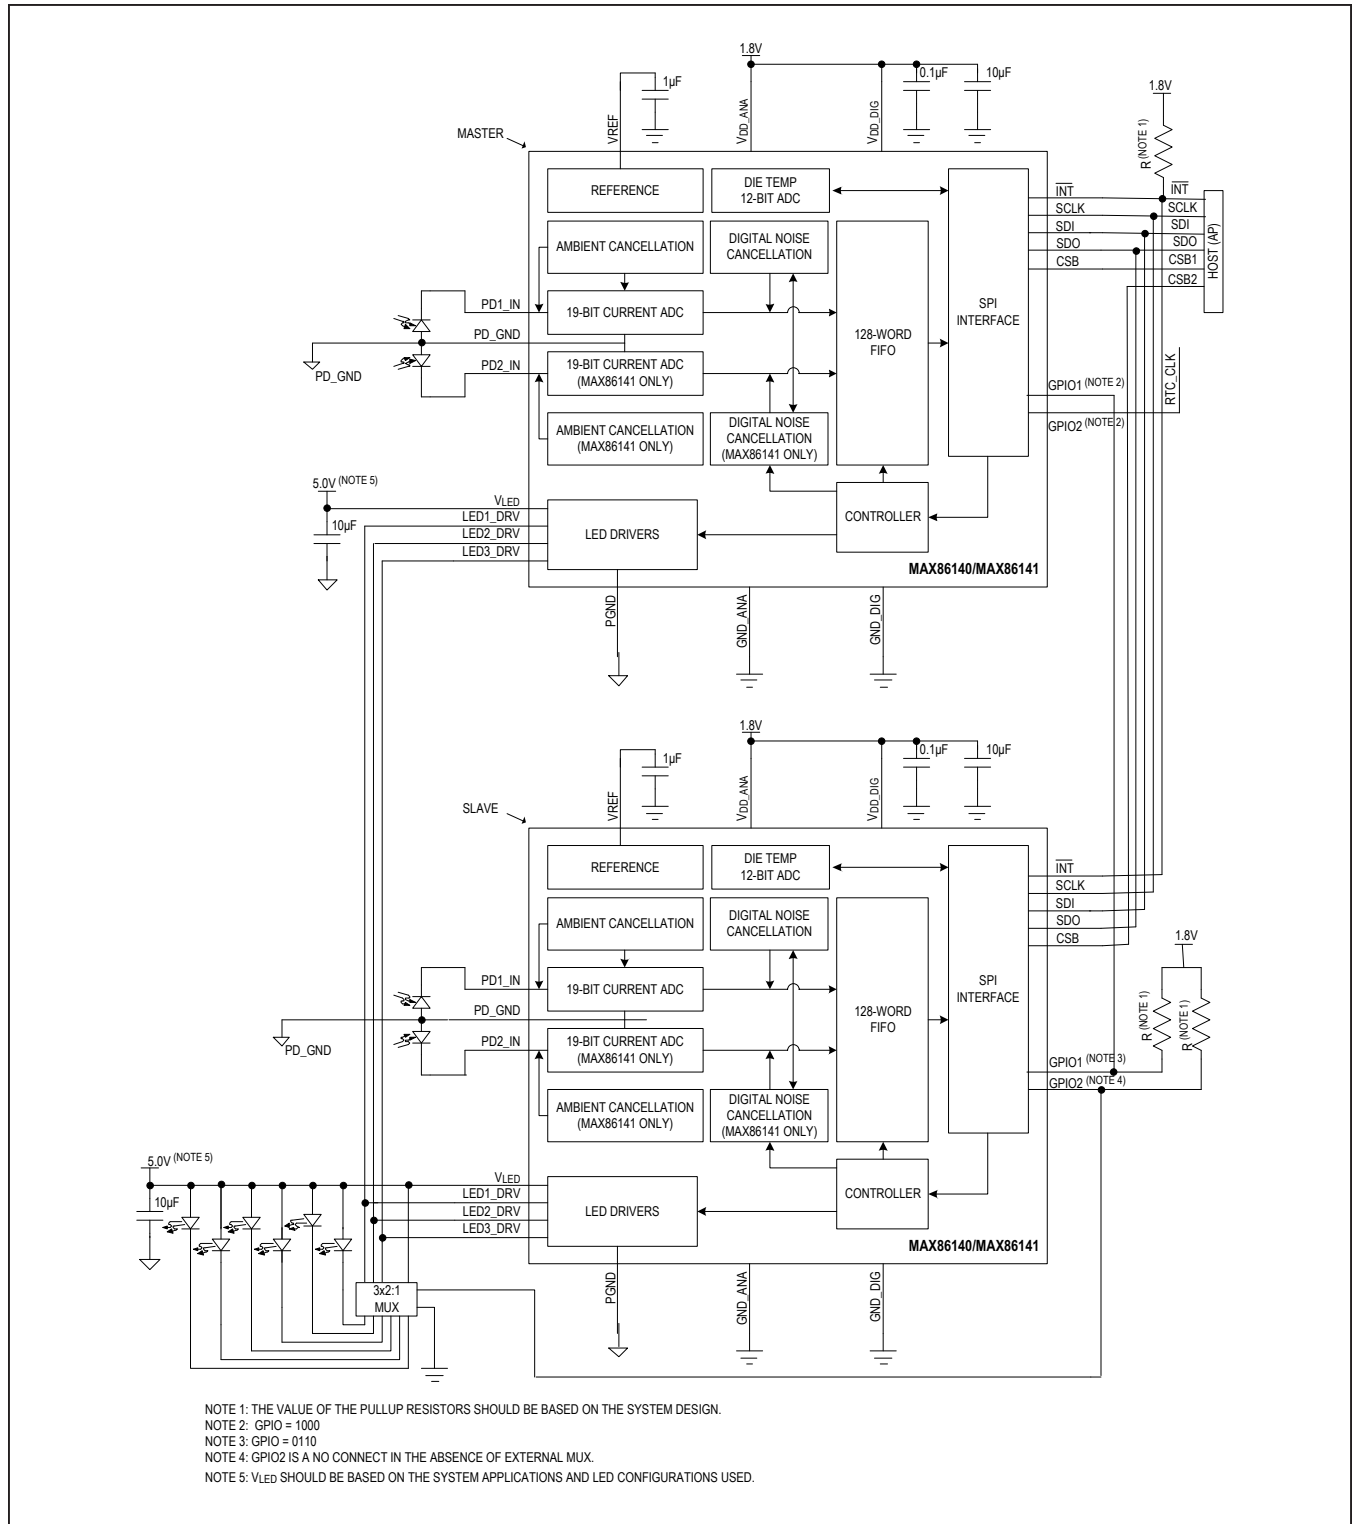 1.8V
1µF
0.1µF
10µF
1.8V
VREF
VDD_ANA
VDD_DIG
R (NOTE 1)
MASTER
REFERENCE
DIE TEMP
12-BIT ADC
INT
INT
SCLK
SCLK
SDI
SDI
SDO
SDO
CSB
CSB1
CSB2
HOST (AP)
AMBIENT CANCELLATION
DIGITAL NOISE
CANCELLATION
PD1_IN
19-BIT CURRENT ADC
SPI
INTERFACE
PD_GND
128-WORD
FIFO
PD2_IN
19-BIT CURRENT ADC
(MAX86141 ONLY)
PD_GND
GPIO1 (NOTE 2)
RTC_CLK
AMBIENT CANCELLATION
(MAX86141 ONLY)
DIGITAL NOISE
CANCELLATION
(MAX86141 ONLY)
GPIO2 (NOTE 2)
5.0V (NOTE 5)
10µF
VLED
LED1_DRV
LED2_DRV
LED3_DRV
LED DRIVERS
CONTROLLER
MAX86140/MAX86141
PGND
GND_ANA
GND_DIG
1.8V
1µF
0.1µF
10µF
VREF
VDD_ANA
VDD_DIG
SLAVE
REFERENCE
DIE TEMP
12-BIT ADC
INT
SCLK
SDI
SDO
CSB
AMBIENT CANCELLATION
DIGITAL NOISE
CANCELLATION
1.8V
PD1_IN
19-BIT CURRENT ADC
SPI
INTERFACE
PD_GND
128-WORD
FIFO
R (NOTE 1)
R (NOTE 1)
PD2_IN
19-BIT CURRENT ADC
(MAX86141 ONLY)
PD_GND
GPIO1 (NOTE 3)
GPIO2 (NOTE 4)
AMBIENT CANCELLATION
(MAX86141 ONLY)
DIGITAL NOISE
CANCELLATION
(MAX86141 ONLY)
5.0V (NOTE 5)
10µF
VLED
LED1_DRV
LED2_DRV
LED3_DRV
LED DRIVERS
CONTROLLER
MAX86140/MAX86141
3x2:1
MUX
PGND
GND_ANA
GND_DIG
NOTE 1: THE VALUE OF THE PULLUP RESISTORS SHOULD BE BASED ON THE SYSTEM DESIGN.
NOTE 2: GPIO = 1000
NOTE 3: GPIO = 0110
NOTE 4: GPIO2 IS A NO CONNECT IN THE ABSENCE OF EXTERNAL MUX.
NOTE 5: VLED SHOULD BE BASED ON THE SYSTEM APPLICATIONS AND LED CONFIGURATIONS USED.